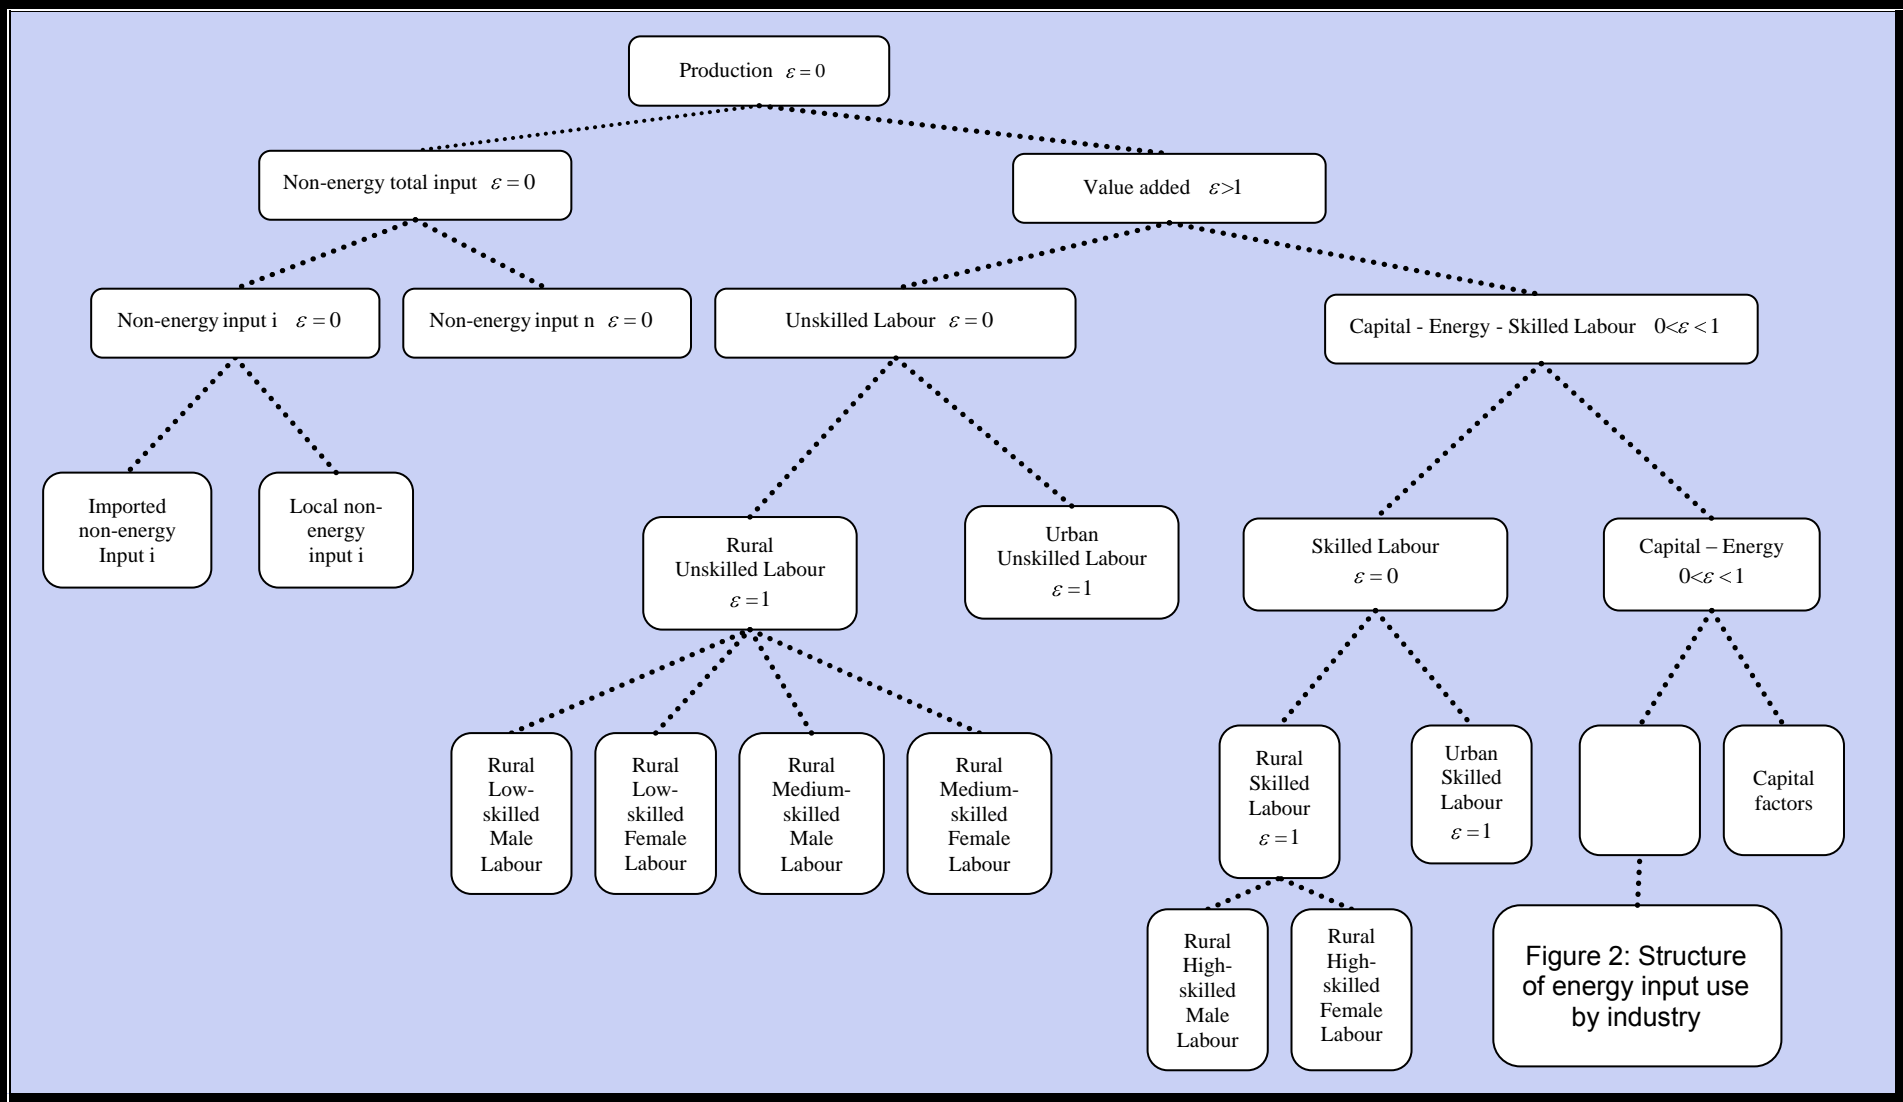 Production ε = 0
Non-energy total input ε = 0
Value added ε>1
Non-energy input i ε = 0
Non-energy input n ε = 0
Unskilled Labour ε = 0
Capital - Energy - Skilled Labour 0<ε < 1
Imported
non-energy
Input i
Local non-
energy
input i
Rural
Unskilled Labour
ε = 1
Urban
Unskilled Labour
ε = 1
Skilled Labour
ε = 0
Capital – Energy
0<ε < 1
Rural
Low-
skilled
Male
Labour
Rural
Low-
skilled
Female
Labour
Rural
Medium-
skilled
Male
Labour
Rural
Medium-
skilled
Female
Labour
Rural
Skilled
Labour
ε = 1
Urban
Skilled
Labour
ε = 1
Capital
factors
Rural
High-
skilled
Male
Labour
Rural
High-
skilled
Female
Labour
Figure 2: Structure
of energy input use
by industry